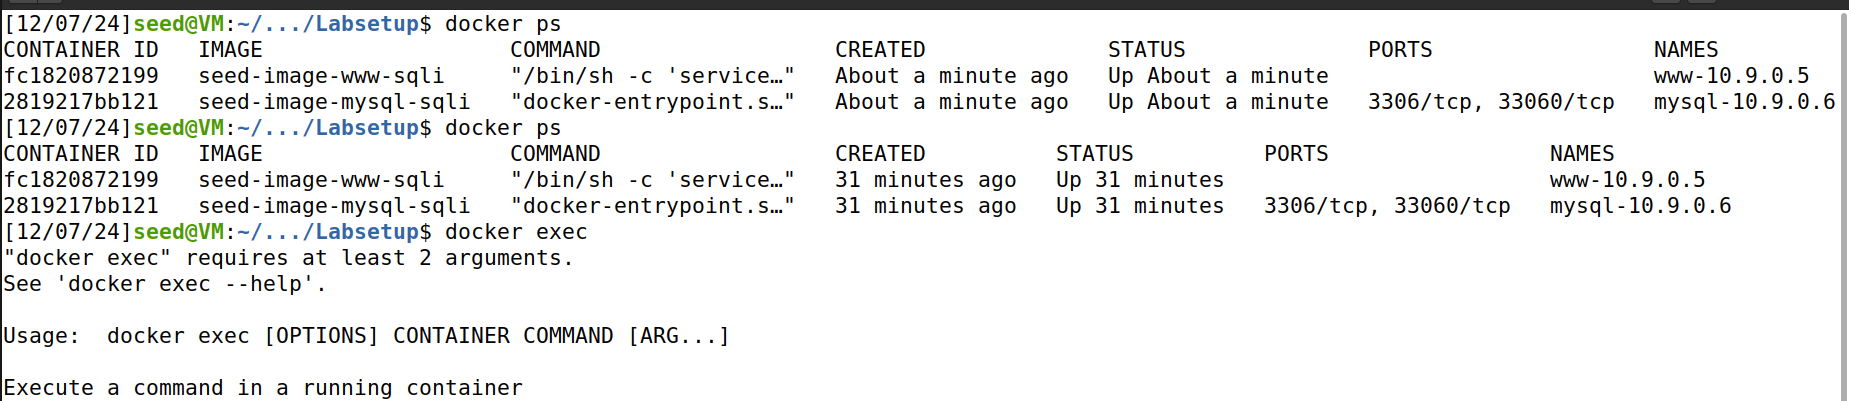 [12/07/24]seed@VM:~/.../Labsetup$ docker ps
CONTAINER ID   IMAGE                   COMMAND                  CREATED              STATUS              PORTS                 NAMES
fc1820872199   seed-image-www-sqli     "/bin/sh -c 'service…"   About a minute ago   Up About a minute                         www-10.9.0.5
2819217bb121   seed-image-mysql-sqli   "docker-entrypoint.s…"   About a minute ago   Up About a minute   3306/tcp, 33060/tcp   mysql-10.9.0.6
[12/07/24]seed@VM:~/.../Labsetup$ docker ps
CONTAINER ID   IMAGE                   COMMAND                  CREATED          STATUS          PORTS                 NAMES
fc1820872199   seed-image-www-sqli     "/bin/sh -c 'service…"   31 minutes ago   Up 31 minutes                         www-10.9.0.5
2819217bb121   seed-image-mysql-sqli   "docker-entrypoint.s…"   31 minutes ago   Up 31 minutes   3306/tcp, 33060/tcp   mysql-10.9.0.6
[12/07/24]seed@VM:~/.../Labsetup$ docker exec
"docker exec" requires at least 2 arguments.
See 'docker exec --help'.

Usage:  docker exec [OPTIONS] CONTAINER COMMAND [ARG...]

Execute a command in a running container